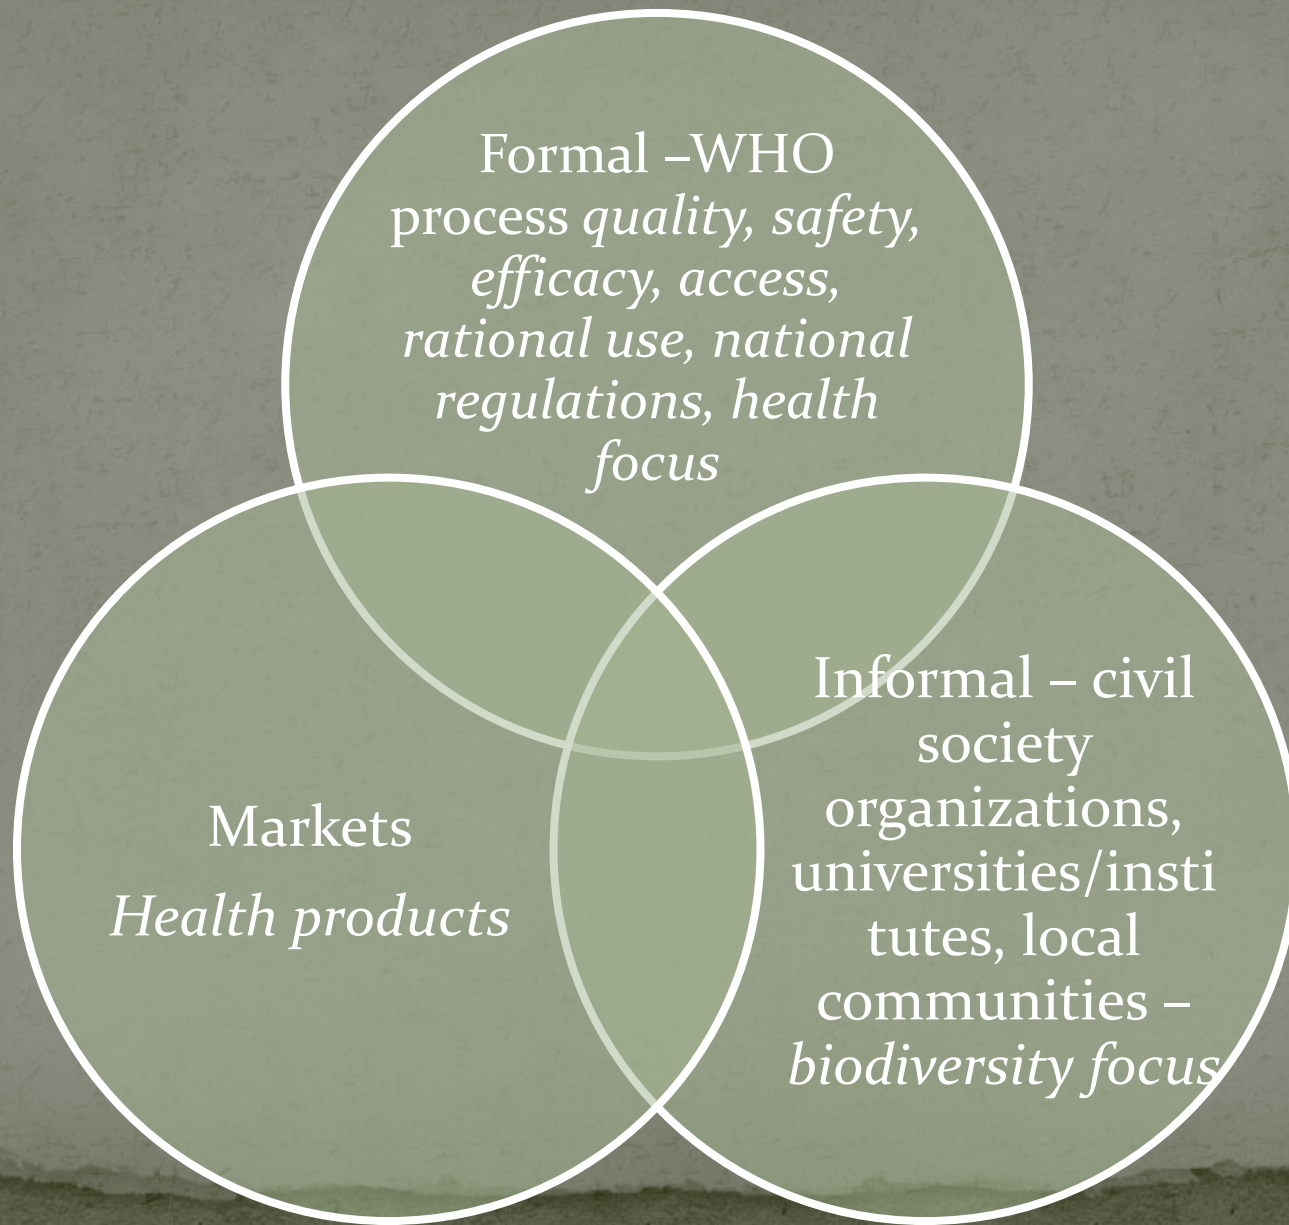 Formal –WHO
process quality, safety,
efficacy, access,
rational use, national
regulations, health
focus
Markets
Health products
Informal – civil
society
organizations,
universities/insti
tutes, local
communities –
biodiversity focus